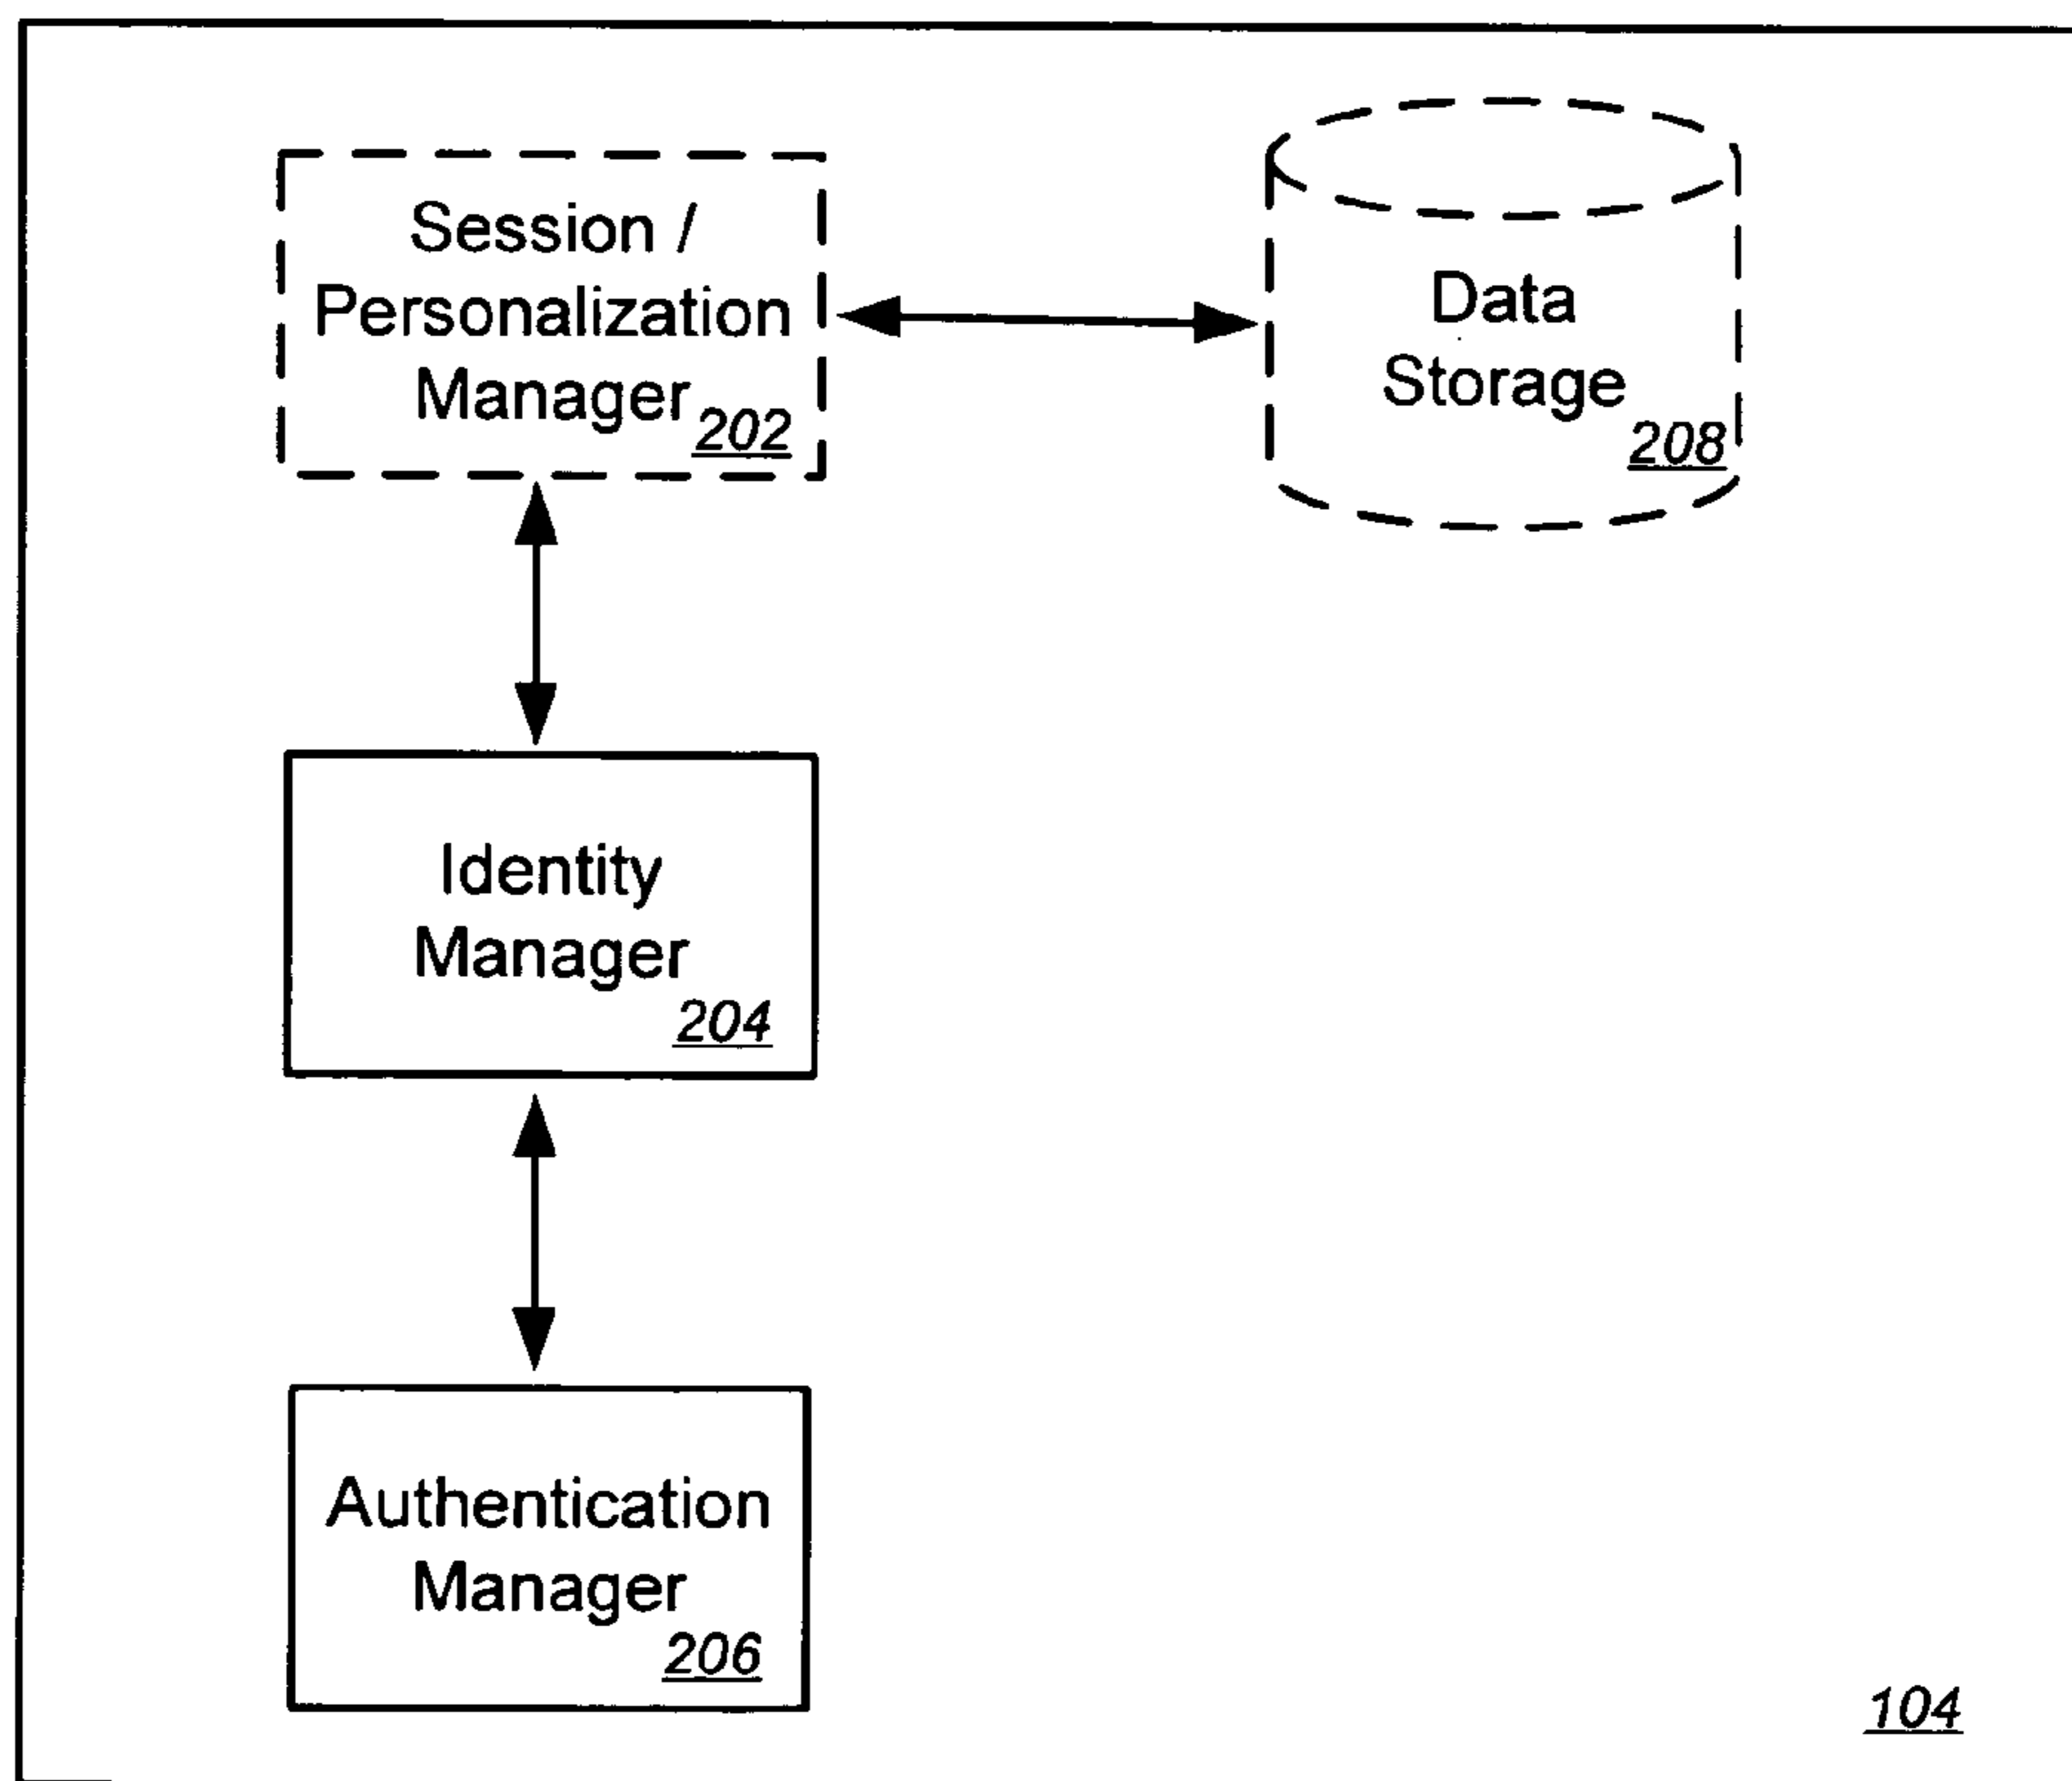 Session /
Personalization
Manager
202
Data
Storage
208
Identity
Manager
204
Authentication
Manager
206
104